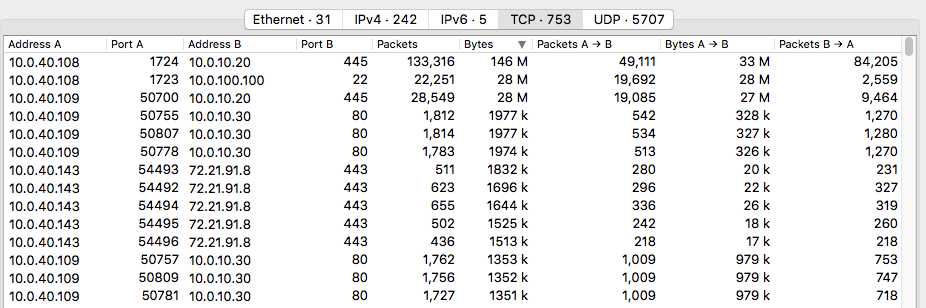 Ethernet · 31 IPv4 · 242 IPv6 · 5 TCP · 753 UDP · 5707
Address A Port A Address B Port B Packets Bytes ▼ Packets A → B Bytes A → B Packets B → A
10.0.40.108 1724 10.0.10.20 445 133,316 146 M 49,111 33 M 84,205
10.0.40.108 1723 10.0.100.100 22 22,251 28 M 19,692 28 M 2,559
10.0.40.109 50700 10.0.10.20 445 28,549 28 M 19,085 27 M 9,464
10.0.40.109 50755 10.0.10.30 80 1,812 1977 k 542 328 k 1,270
10.0.40.109 50807 10.0.10.30 80 1,814 1977 k 534 327 k 1,280
10.0.40.109 50778 10.0.10.30 80 1,783 1974 k 513 326 k 1,270
10.0.40.143 54493 72.21.91.8 443 511 1832 k 280 20 k 231
10.0.40.143 54492 72.21.91.8 443 623 1696 k 296 22 k 327
10.0.40.143 54494 72.21.91.8 443 655 1644 k 336 26 k 319
10.0.40.143 54495 72.21.91.8 443 502 1525 k 242 18 k 260
10.0.40.143 54496 72.21.91.8 443 436 1513 k 218 17 k 218
10.0.40.109 50757 10.0.10.30 80 1,762 1353 k 1,009 979 k 753
10.0.40.109 50809 10.0.10.30 80 1,756 1352 k 1,009 979 k 747
10.0.40.109 50781 10.0.10.30 80 1,727 1351 k 1,009 979 k 718